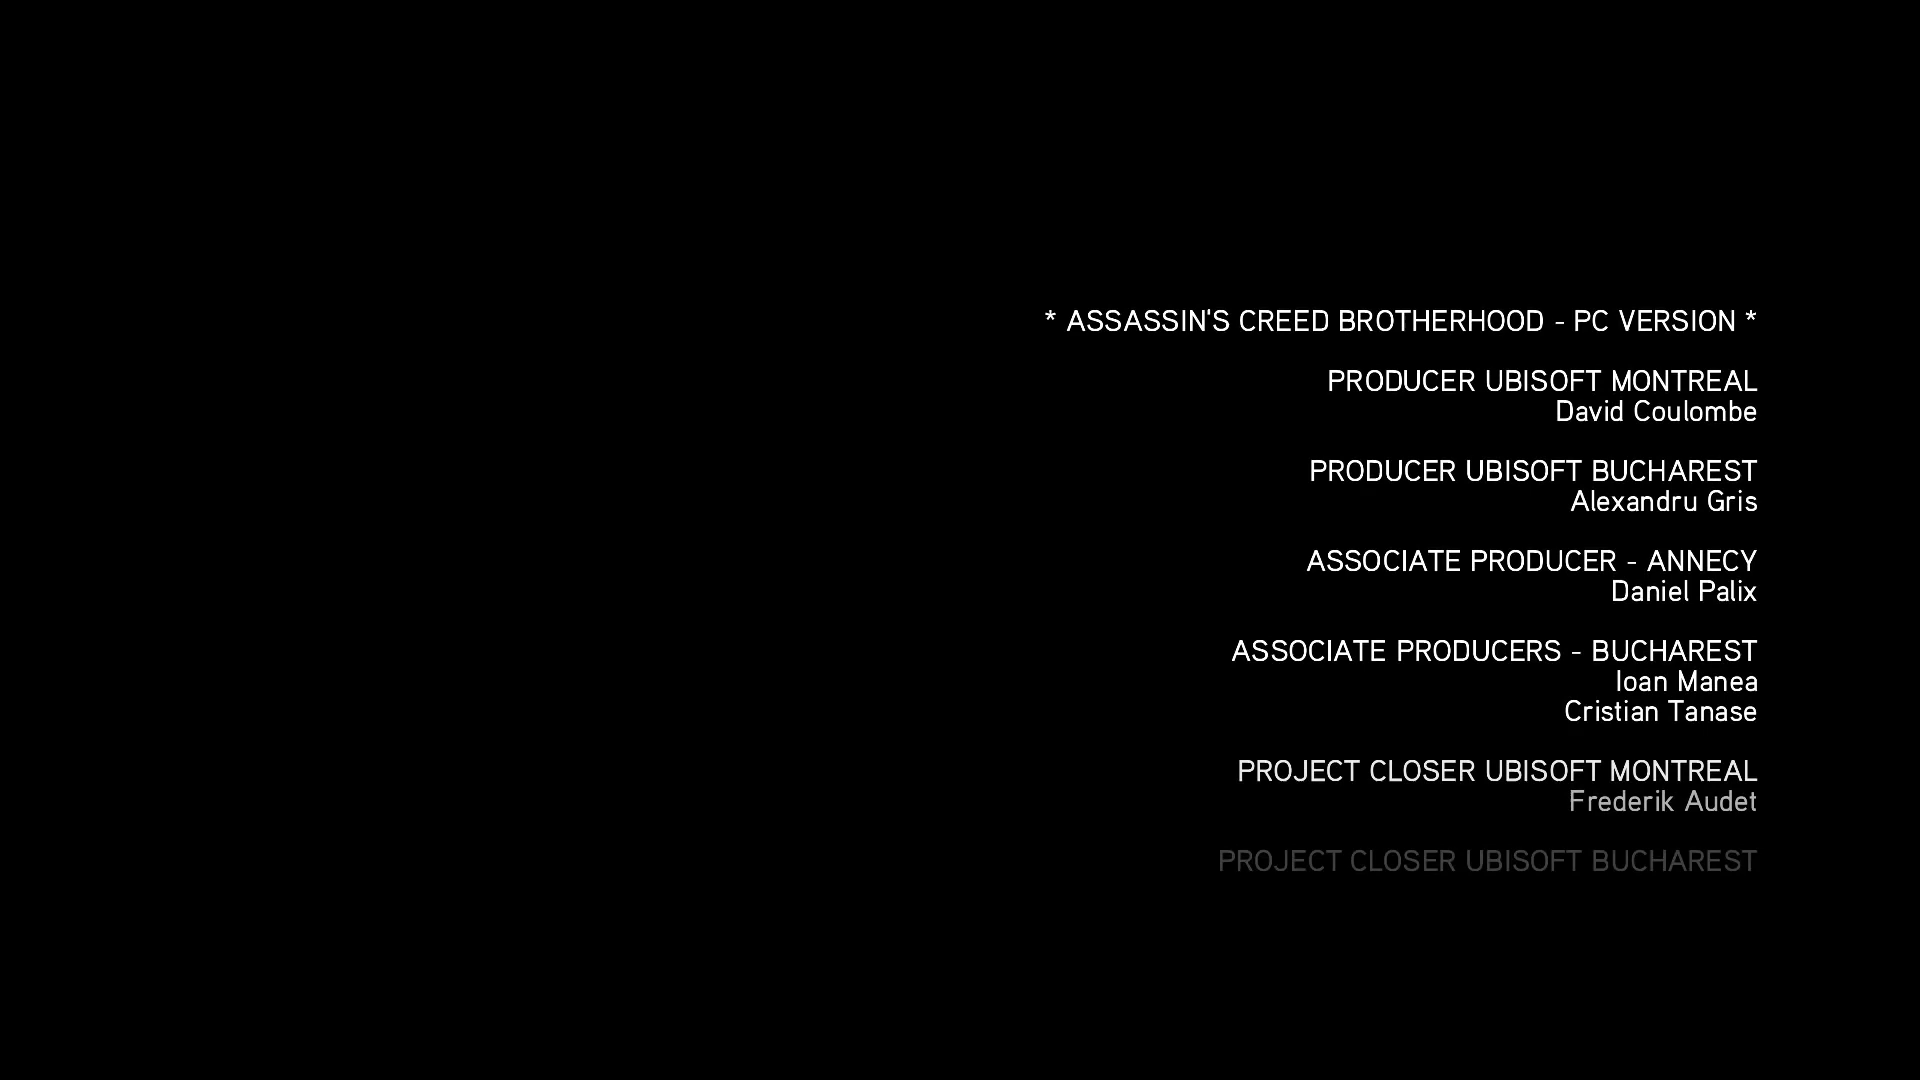 * ASSASSIN'S CREED BROTHERHOOD - PC VERSION *
PRODUCER UBISOFT MONTREAL
David Coulombe
PRODUCER UBISOFT BUCHAREST
Alexandru Gris
ASSOCIATE PRODUCER - ANNECY
Daniel Palix
ASSOCIATE PRODUCERS - BUCHAREST
Ioan Manea
Cristian Tanase
PROJECT CLOSER UBISOFT MONTREAL
Frederik Audet
PROJECT CLOSER UBISOFT BUCHAREST